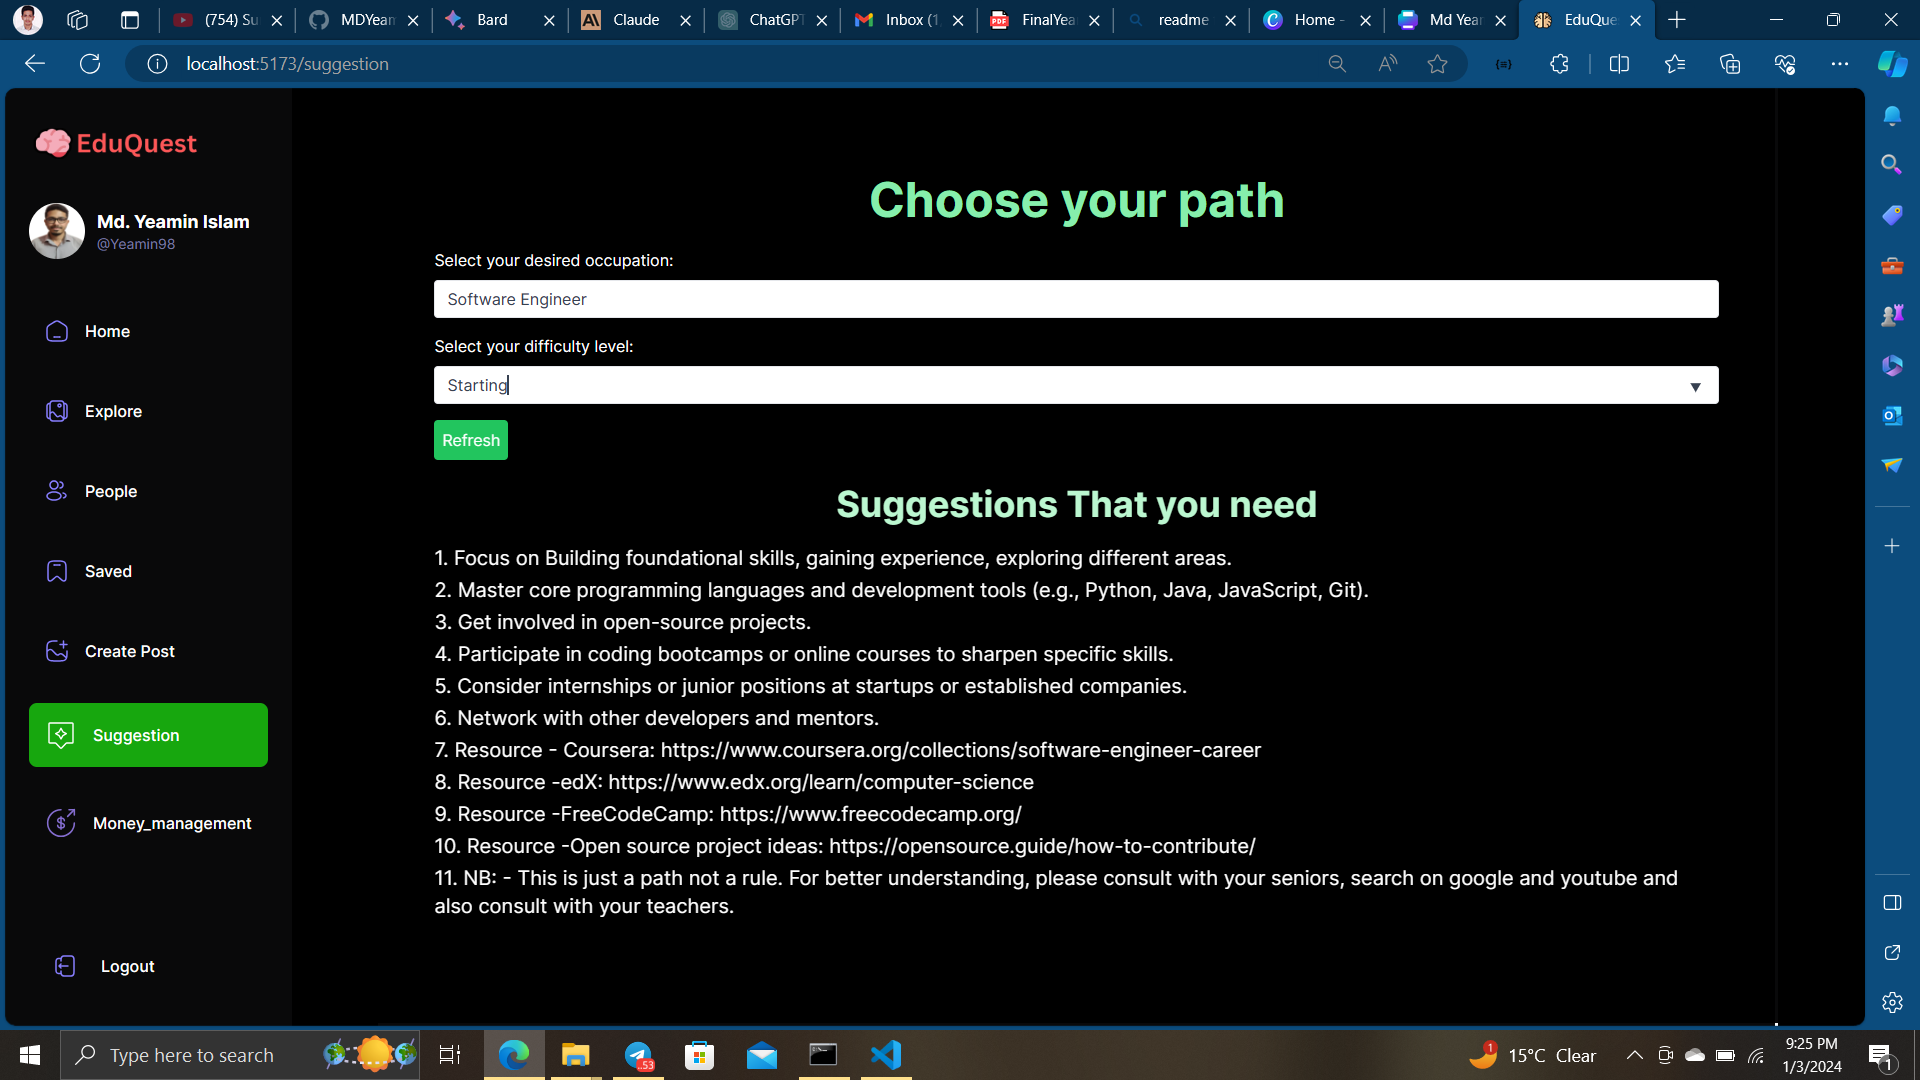 (754) Su
MDYeam
Bard
Claude
ChatGPT
Inbox (1
FinalYea
readme
Home -
Md Yea
EduQue
localhost:5173/suggestion
EduQuest
Md. Yeamin Islam
@Yeamin98
Home
Explore
People
Saved
Create Post
Suggestion
Money_management
Logout
Choose your path
Select your desired occupation:
Software Engineer
Select your difficulty level:
Starting
Refresh
Suggestions That you need
1. Focus on Building foundational skills, gaining experience, exploring different areas.
2. Master core programming languages and development tools (e.g., Python, Java, JavaScript, Git).
3. Get involved in open-source projects.
4. Participate in coding bootcamps or online courses to sharpen specific skills.
5. Consider internships or junior positions at startups or established companies.
6. Network with other developers and mentors.
7. Resource - Coursera: https://www.coursera.org/collections/software-engineer-career
8. Resource -edX: https://www.edx.org/learn/computer-science
9. Resource -FreeCodeCamp: https://www.freecodecamp.org/
10. Resource -Open source project ideas: https://opensource.guide/how-to-contribute/
11. NB: - This is just a path not a rule. For better understanding, please consult with your seniors, search on google and youtube and
also consult with your teachers.
Type here to search
53
1
15°C Clear
9:25 PM
1/3/2024
1